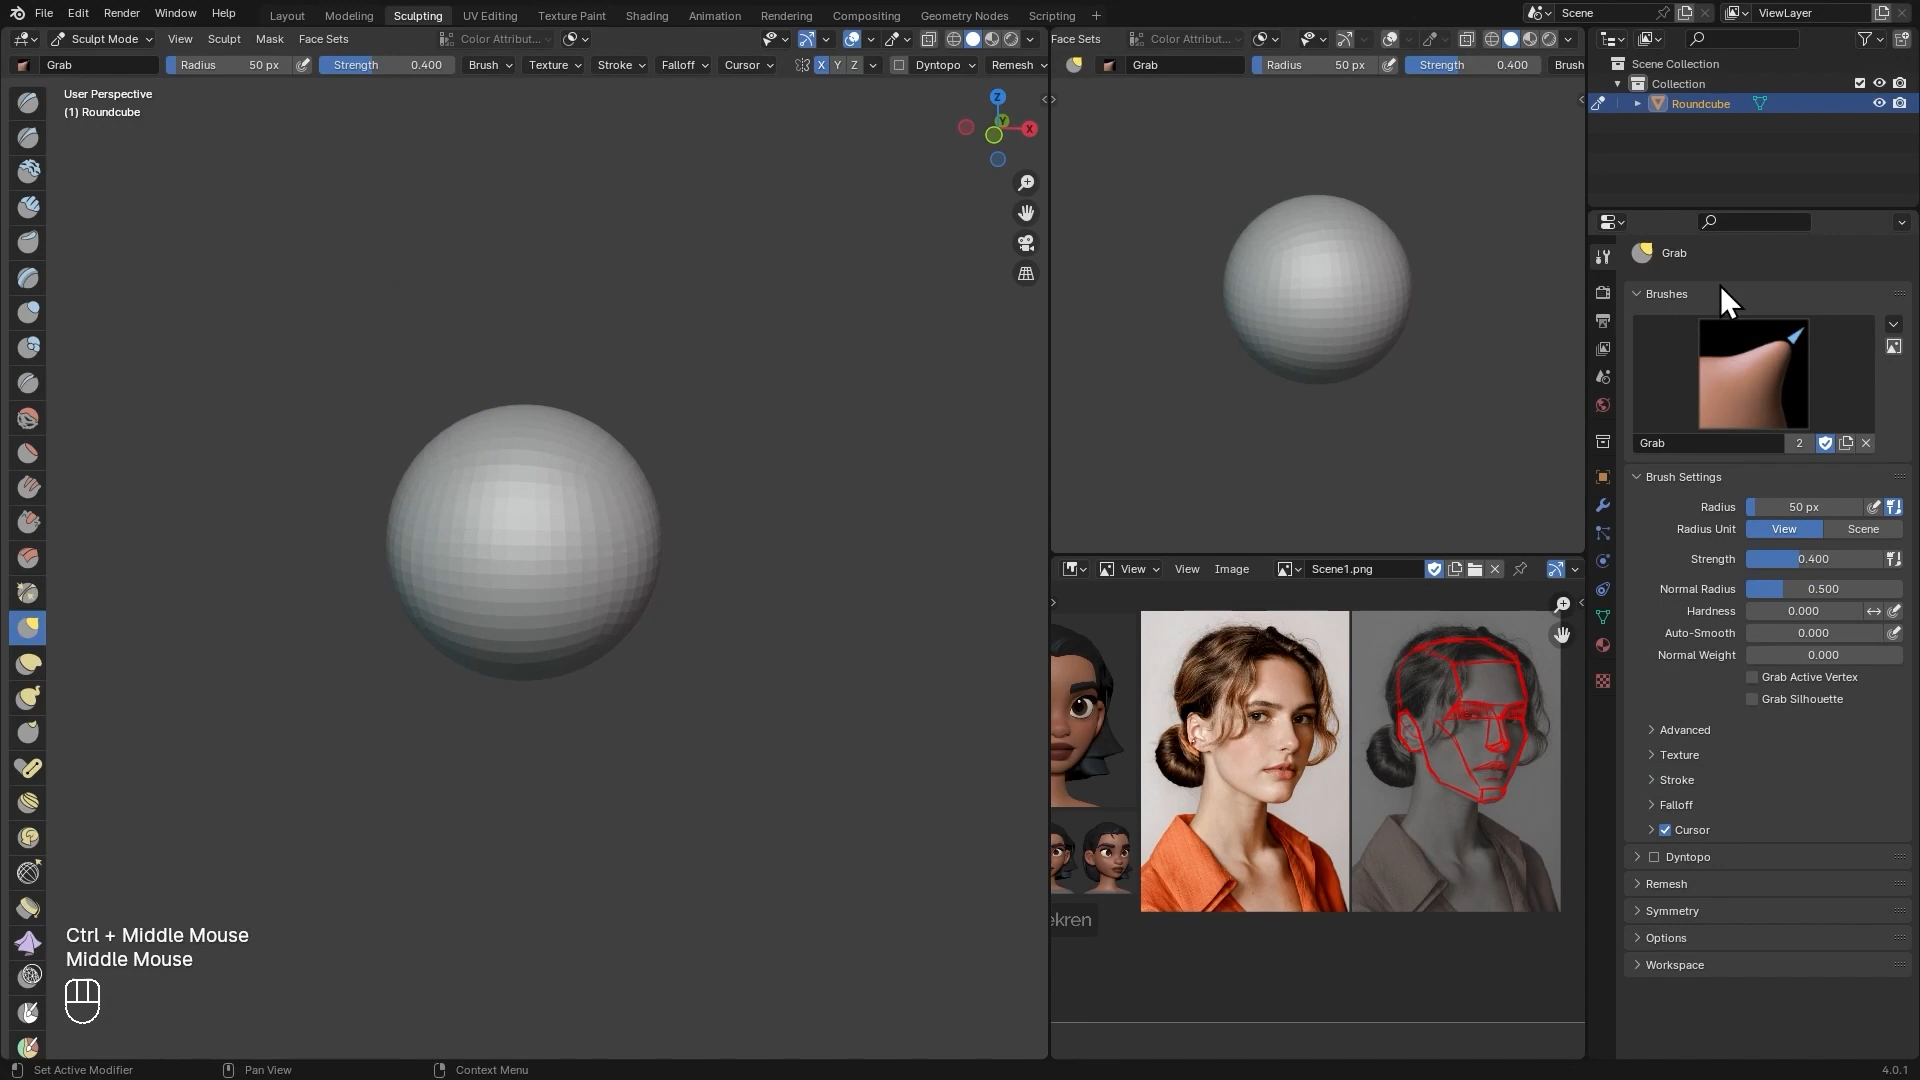 File Edit Render Window Help
Layout Modeling Sculpting UV Editing Texture Paint Shading Animation Rendering Compositing Geometry Nodes Scripting +
Scene
ViewLayer
Sculpt Mode View Sculpt Mask Face Sets Color Attribut...
Face Sets Color Attribut...
Grab Radius 50 px Strength 0.400 Brush Texture Stroke Falloff Cursor X Y Z Dyntopo Remesh
Grab Radius 50 px Strength 0.400 Brush
User Perspective
(1) Roundcube
Z
Y
X
Scene Collection
Collection
Roundcube
Grab
Brushes
Grab 2
Brush Settings
Radius 50 px
Radius Unit View Scene
Strength 0.400
Normal Radius 0.500
Hardness 0.000
Auto-Smooth 0.000
Normal Weight 0.000
Grab Active Vertex
Grab Silhouette
Advanced
Texture
Stroke
Falloff
Cursor
Dyntopo
Remesh
Symmetry
Options
Workspace
View View Image Scene1.png
ekren
Ctrl + Middle Mouse
Middle Mouse
Set Active Modifier Pan View Context Menu 4.0.1